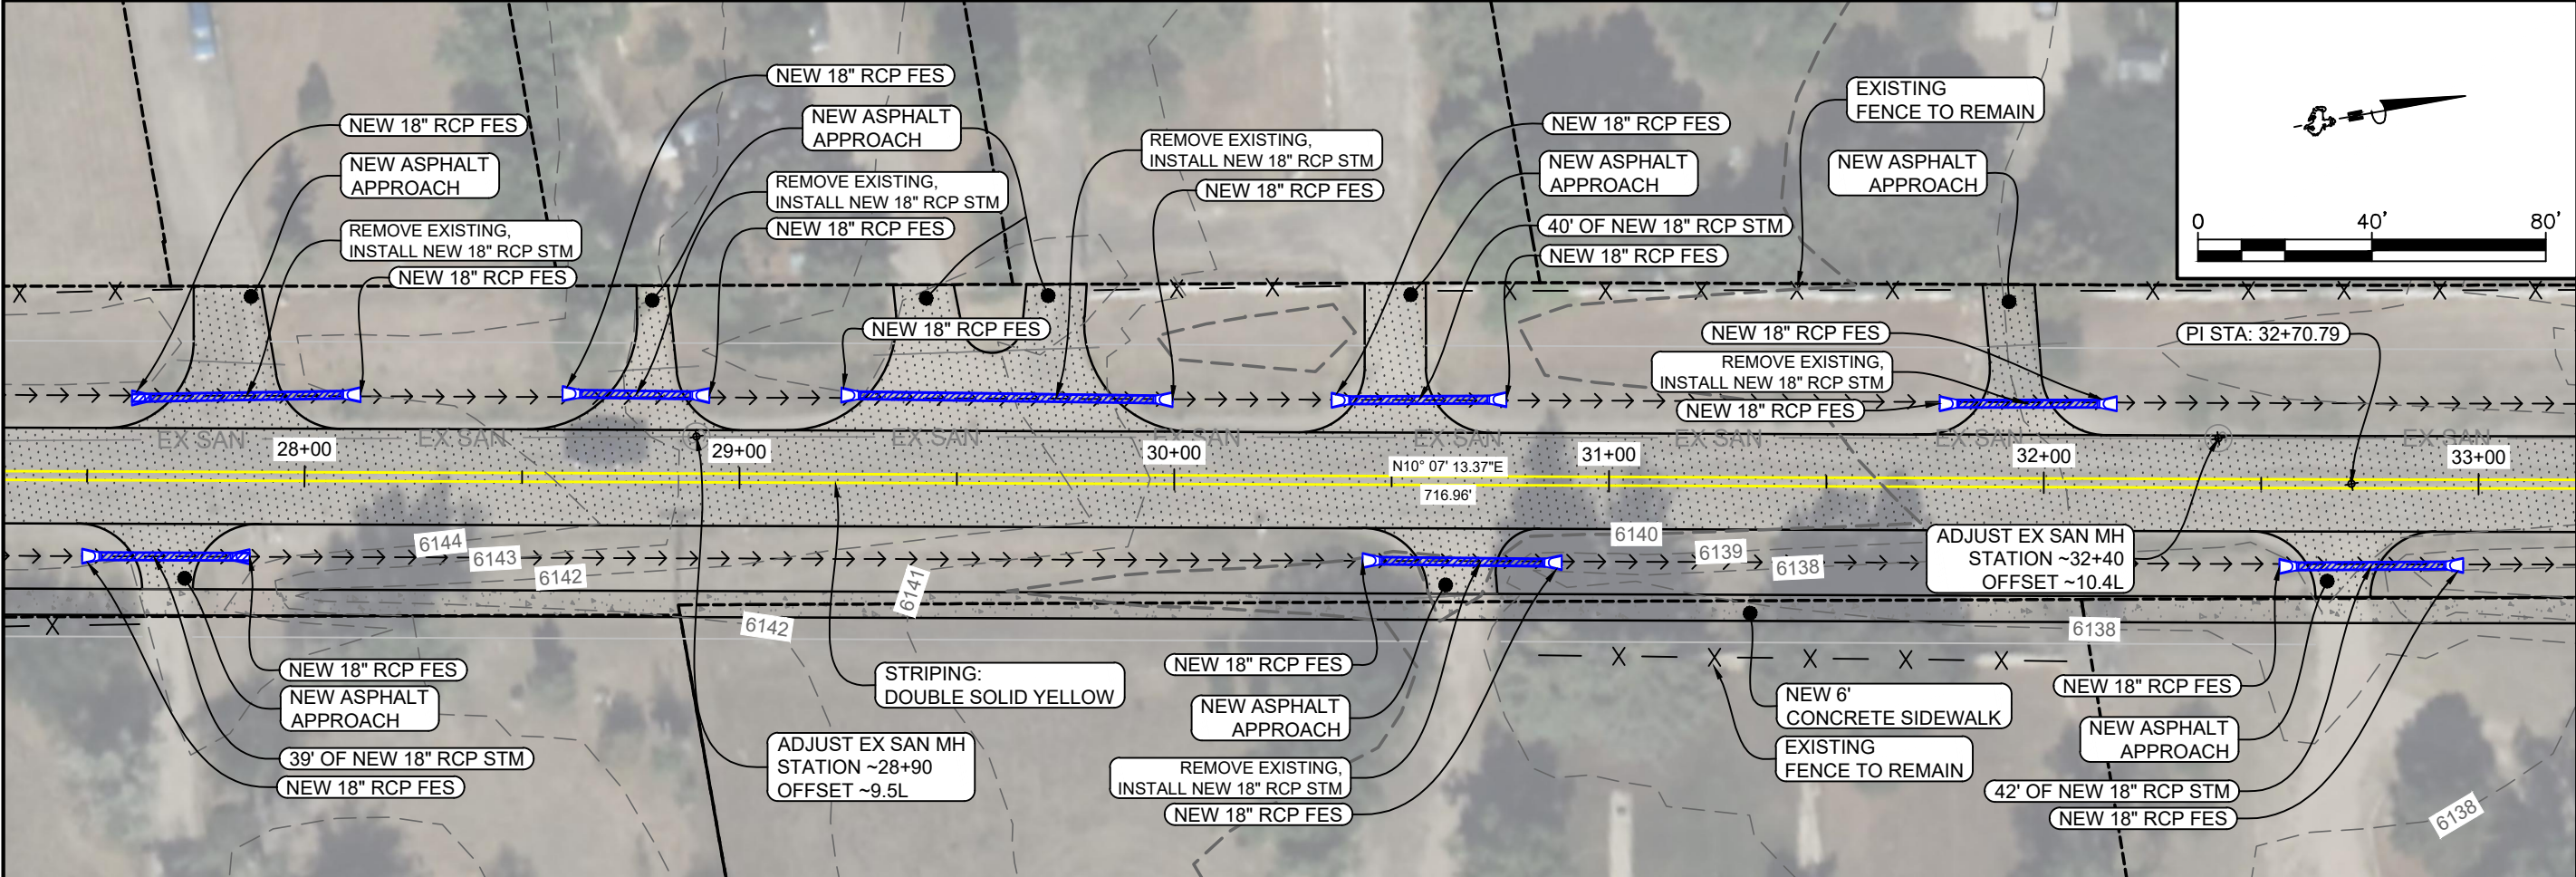 NEW 18" RCP FES
NEW ASPHALT
APPROACH
REMOVE EXISTING,
INSTALL NEW 18" RCP STM
NEW 18" RCP FES
NEW 18" RCP FES
NEW ASPHALT
APPROACH
REMOVE EXISTING,
INSTALL NEW 18" RCP STM
NEW 18" RCP FES
NEW 18" RCP FES
REMOVE EXISTING,
INSTALL NEW 18" RCP STM
NEW 18" RCP FES
NEW 18" RCP FES
NEW ASPHALT
APPROACH
40' OF NEW 18" RCP STM
NEW 18" RCP FES
EXISTING
FENCE TO REMAIN
NEW ASPHALT
APPROACH
NEW 18" RCP FES
REMOVE EXISTING,
INSTALL NEW 18" RCP STM
NEW 18" RCP FES
PI STA: 32+70.79
0 40' 80'
X X X X X X X X X X X X X X
EX SAN EX SAN EX SAN EX SAN EX SAN EX SAN EX SAN EX SAN
28+00 29+00 30+00 31+00 32+00 33+00
N10° 07' 13.37"E
716.96'
6144
6143
6142
6141
6142
6140
6139
6138
6138
6138
ADJUST EX SAN MH
STATION ~32+40
OFFSET ~10.4L
X X X X X X
NEW 18" RCP FES
NEW ASPHALT
APPROACH
39' OF NEW 18" RCP STM
NEW 18" RCP FES
STRIPING:
DOUBLE SOLID YELLOW
ADJUST EX SAN MH
STATION ~28+90
OFFSET ~9.5L
NEW 18" RCP FES
NEW ASPHALT
APPROACH
REMOVE EXISTING,
INSTALL NEW 18" RCP STM
NEW 18" RCP FES
NEW 6'
CONCRETE SIDEWALK
EXISTING
FENCE TO REMAIN
NEW 18" RCP FES
NEW ASPHALT
APPROACH
42' OF NEW 18" RCP STM
NEW 18" RCP FES